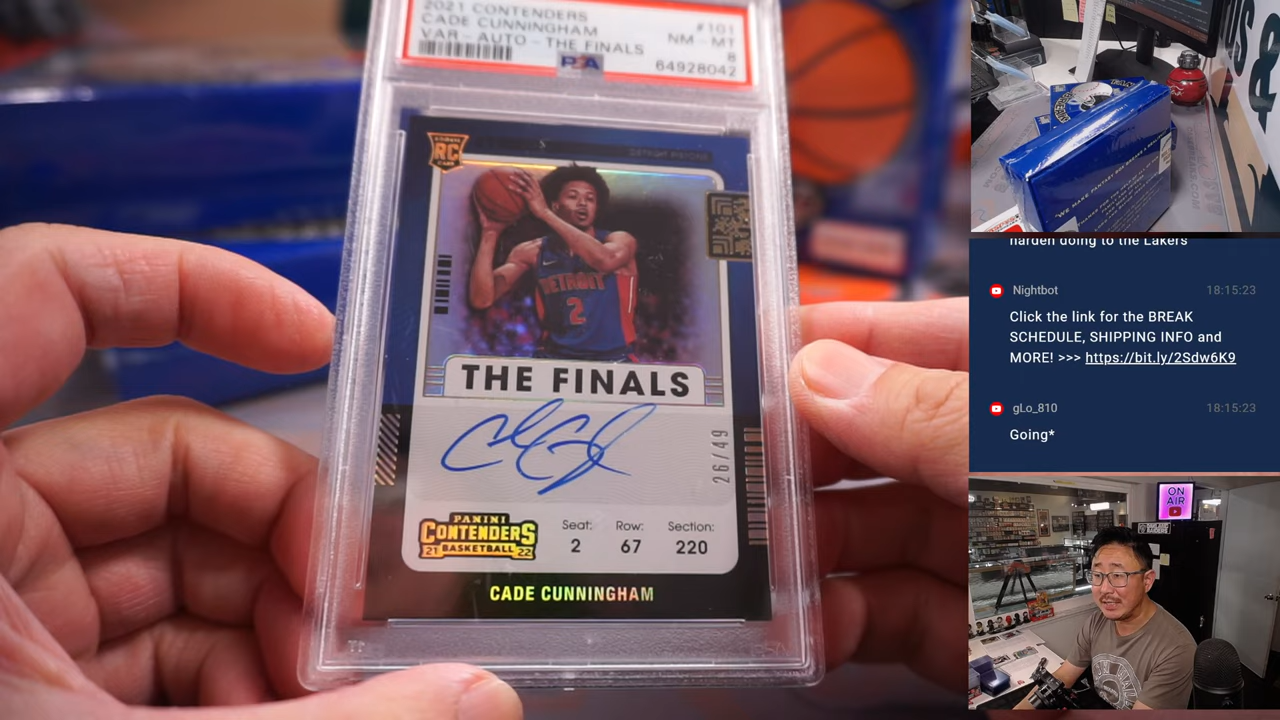 2021 CONTENDERS
CADE CUNNINGHAM
VAR - AUTO - THE FINALS
#101
NM - MT
8
64928042
PSA
RC
DETROIT PISTONS
DETROIT
2
THE FINALS
26/49
PANINI
CONTENDERS
21 BASKETBALL 22
Seat: Row: Section:
2 67 220
CADE CUNNINGHAM
harden doing to the Lakers
Nightbot 18:15:23
Click the link for the BREAK
SCHEDULE, SHIPPING INFO and
MORE! >>> https://bit.ly/2Sdw6K9
gLo_810 18:15:23
Going*
ON
AIR